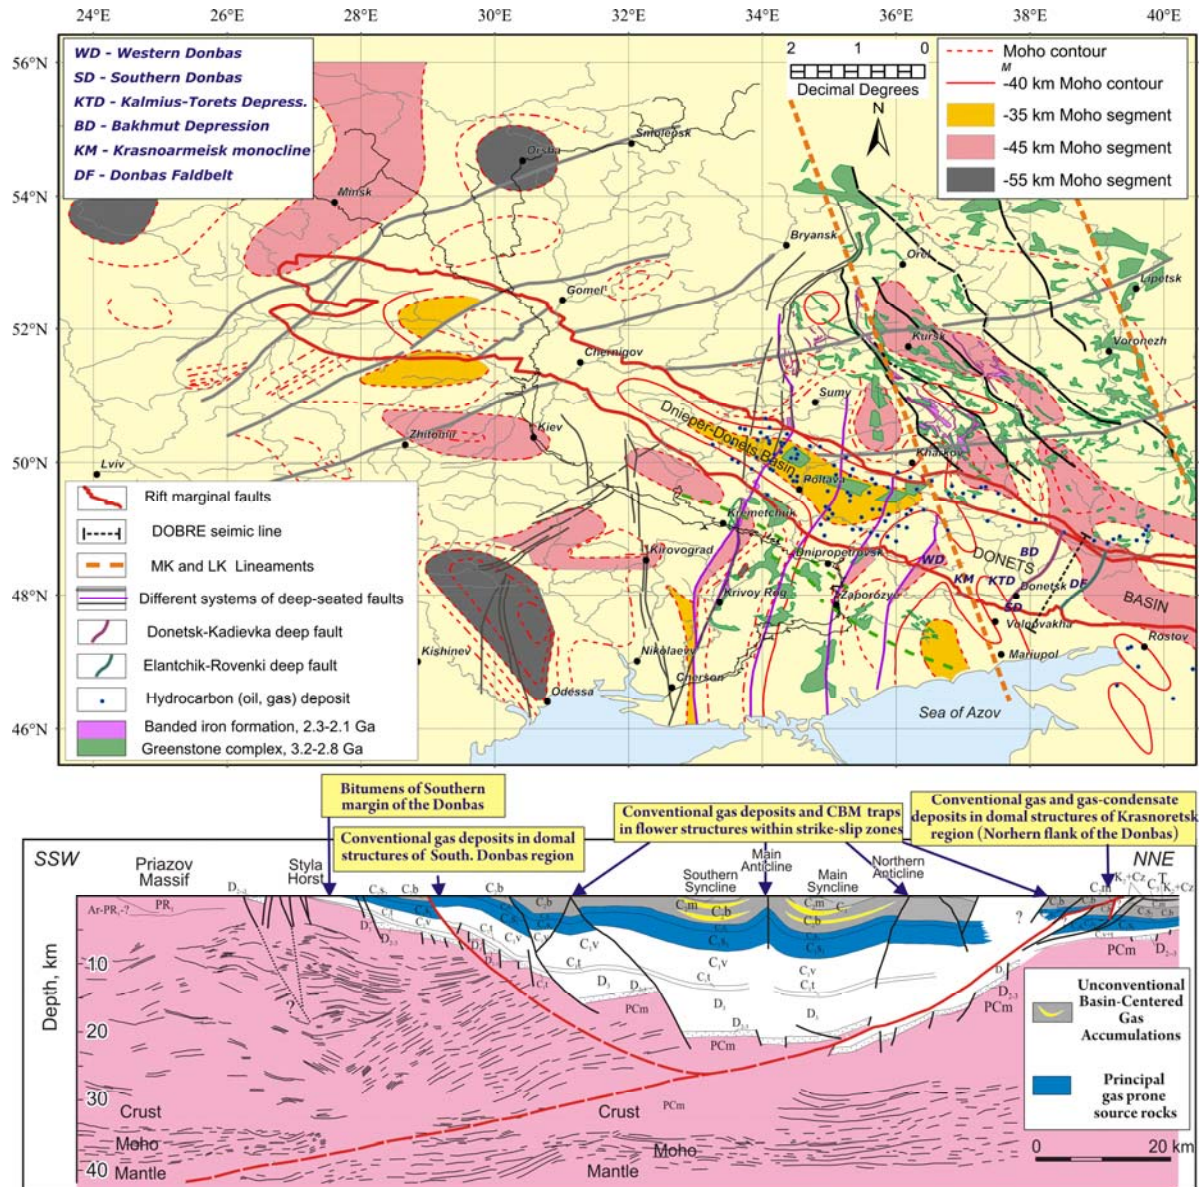 24°E 26°E 28°E 30°E 32°E 34°E 36°E 38°E 40°E
56°N
54°N
52°N
50°N
48°N
46°N
WD - Western Donbas
SD - Southern Donbas
KTD - Kalmius-Torets Depress.
BD - Bakhmut Depression
KM - Krasnoarmeisk monocline
DF - Donbas Faldbelt
2 1 0
Decimal Degrees
N
Moho contour
M
-40 km Moho contour
-35 km Moho segment
-45 km Moho segment
-55 km Moho segment
Smolensk
Orsha
Minsk
Bryansk
Orel
Lipetsk
Gomel'
Kursk
Voronezh
Chernigov
Sumy
Dnieper-Donets Basin
Zhitomir
Kiev
Kharkov
Lviv
Poltava
Kremetchuk
Kirovograd
Dnipropetrovsk
WD
DONETS
BD
KM
KTD
Donetsk
DF
SD
BASIN
Krivoy Rog
Zaporozye
Volnovakha
Rostov
Kishinev
Nikolaevv
Mariupol
Cherson
Odessa
Sea of Azov
Rift marginal faults
DOBRE seimic line
MK and LK Lineaments
Different systems of deep-seated faults
Donetsk-Kadievka deep fault
Elantchik-Rovenki deep fault
Hydrocarbon (oil, gas) deposit
Banded iron formation, 2.3-2.1 Ga
Greenstone complex, 3.2-2.8 Ga
Bitumens of Southern
margin of the Donbas
Conventional gas deposits in domal
structures of South. Donbas region
Conventional gas deposits and CBM traps
in flower structures within strike-slip zones
Conventional gas and gas-condensate
deposits in domal structures of Krasnoretsk
region (Norhern flank of the Donbas)
SSW
NNE
Priazov
Massif
Styla
Horst
Southern
Syncline
Main
Anticline
Main
Syncline
Northern
Anticline
Depth, km
10
20
30
40
Crust
Moho
Mantle
Crust
Moho
Mantle
PCm
PCm
PCm
PCm
PCm
Unconventional
Basin-Centered
Gas
Accumulations
Principal
gas prone
source rocks
0 20 km